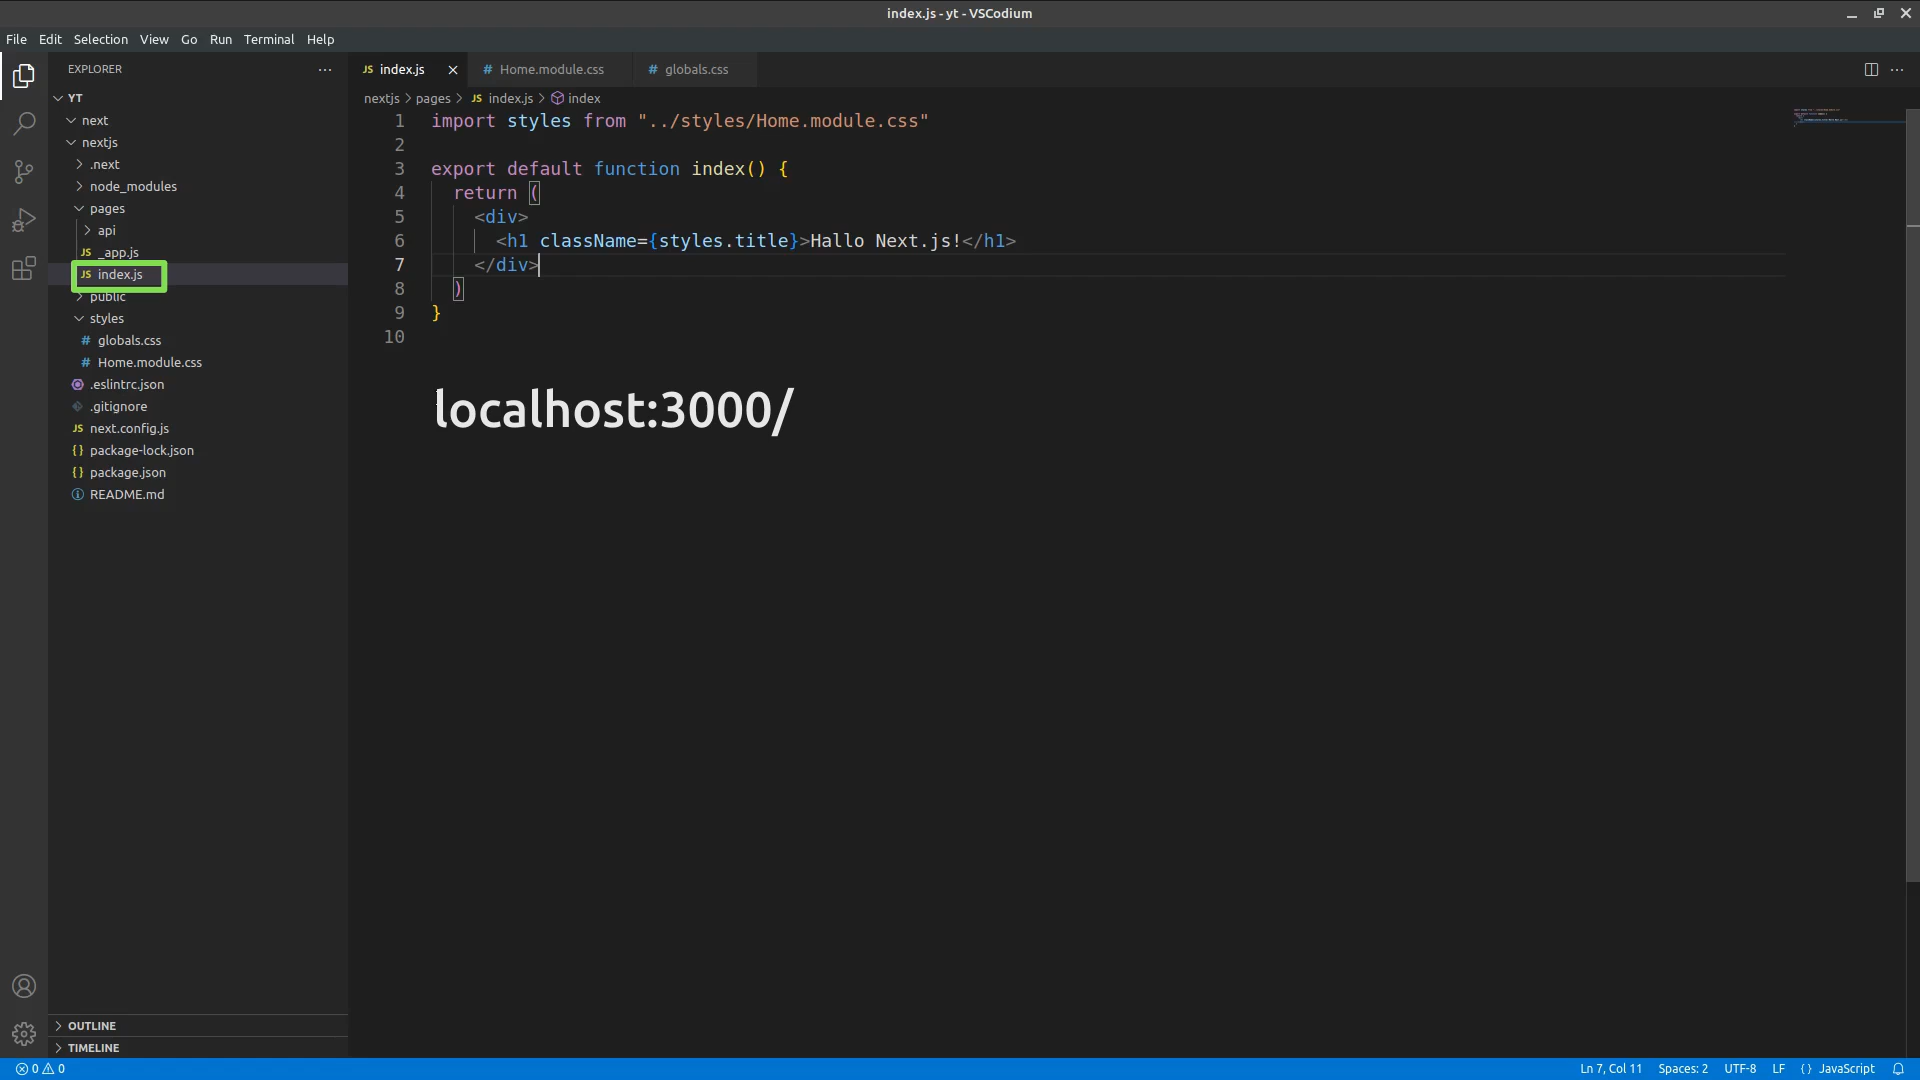 index.js - yt - VSCodium
File Edit Selection View Go Run Terminal Help
EXPLORER
YT
next
nextjs
.next
node_modules
pages
api
JS _app.js
JS index.js
public
styles
# globals.css
# Home.module.css
.eslintrc.json
.gitignore
JS next.config.js
{} package-lock.json
{} package.json
README.md
OUTLINE
TIMELINE
JS index.js # Home.module.css # globals.css
nextjs > pages > JS index.js > index
1 import styles from "../styles/Home.module.css"
2
3 export default function index() {
4 return (
5 <div>
6 <h1 className={styles.title}>Hallo Next.js!</h1>
7 </div>
8 )
9 }
10
localhost:3000/
0 0 Ln 7, Col 11 Spaces: 2 UTF-8 LF {} JavaScript